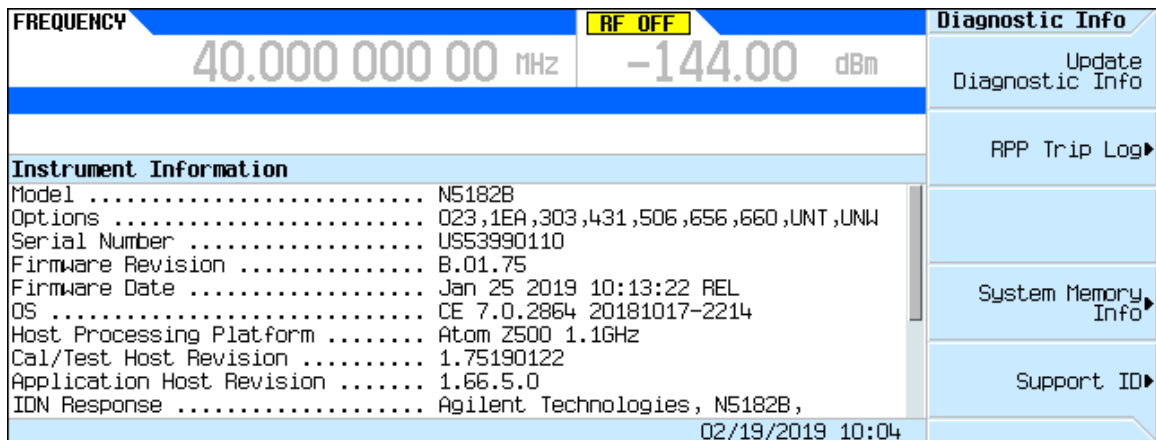 FREQUENCY
RF OFF
Diagnostic Info
40.000 000 00 MHz
-144.00 dBm
Update
Diagnostic Info
RPP Trip Log
Instrument Information
Model ........................... N5182B
Options ......................... 023,1EA,303,431,506,656,660,UNT,UNW
Serial Number ................... US53990110
Firmware Revision ............... B.01.75
Firmware Date ................... Jan 25 2019 10:13:22 REL
OS .............................. CE 7.0.2864 20181017-2214
Host Processing Platform ........ Atom Z500 1.1GHz
Cal/Test Host Revision .......... 1.75190122
Application Host Revision ....... 1.66.5.0
IDN Response .................... Agilent Technologies, N5182B,
System Memory
Info
Support ID
02/19/2019 10:04